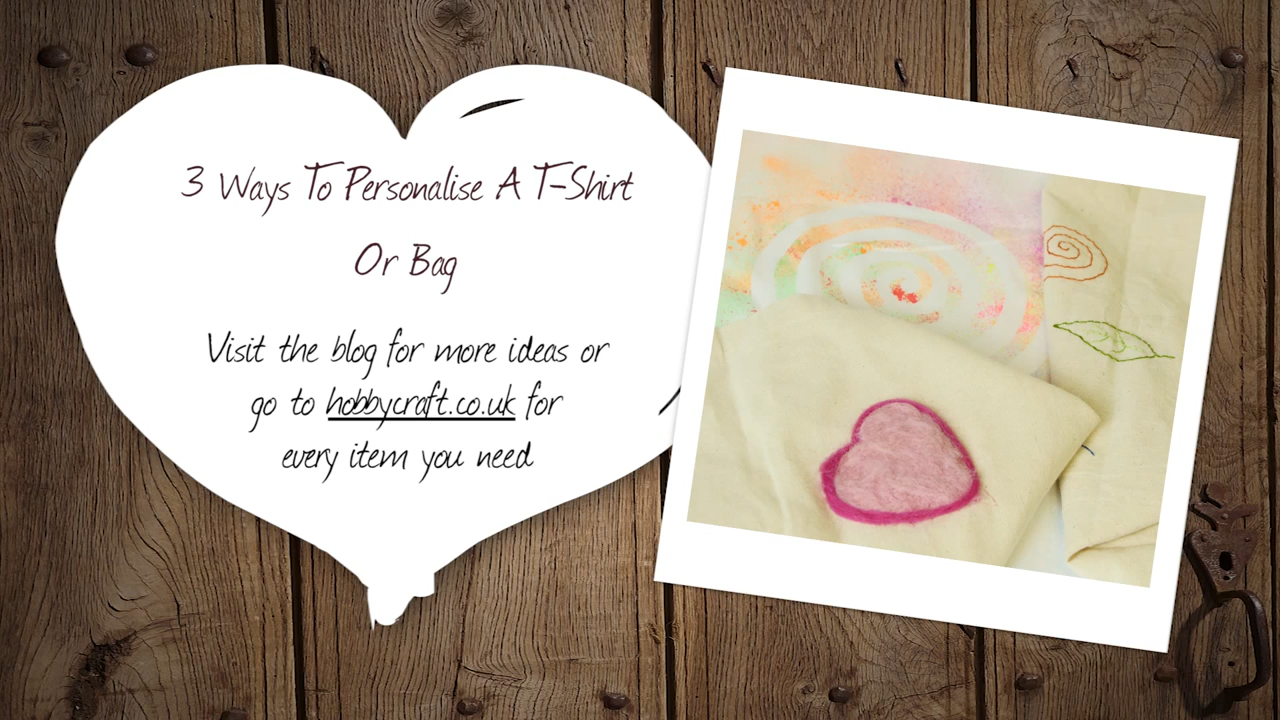 3 Ways To Personalise A T-Shirt
Or Bag
Visit the blog for more ideas or
go to hobbycraft.co.uk for
every item you need